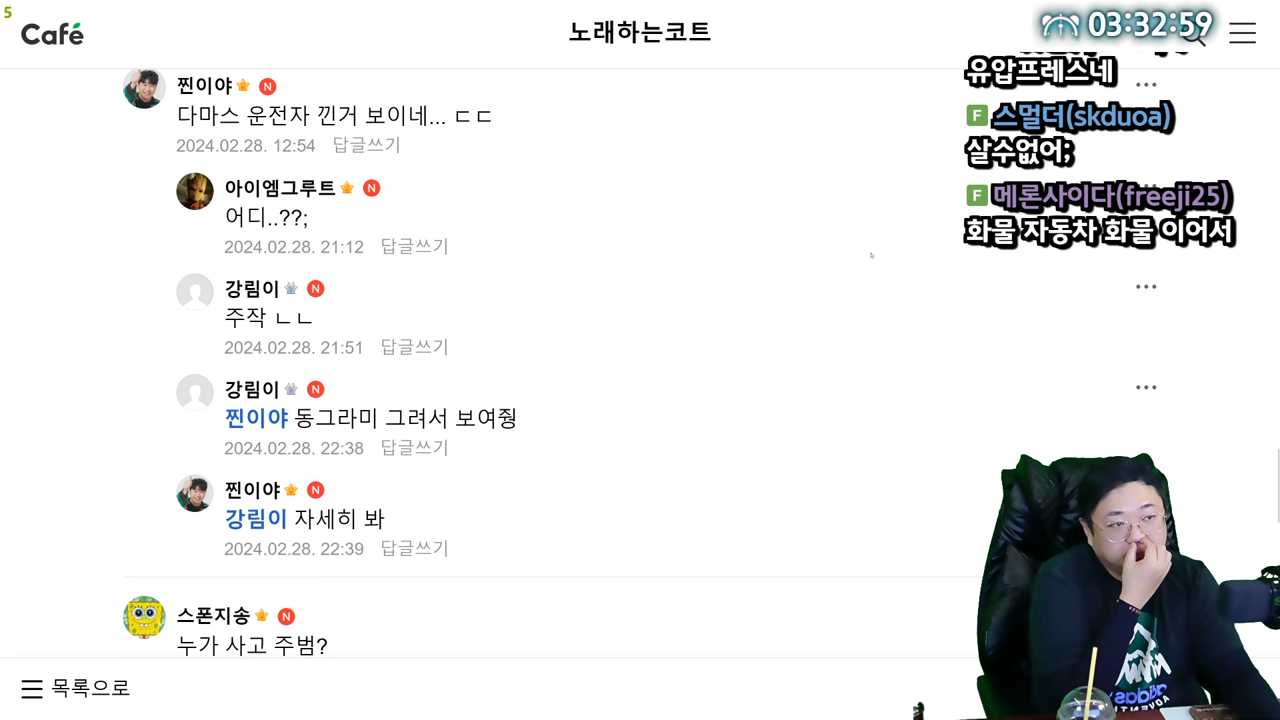 5
Café
노래하는코트
03:32:59
찐이야 N
다마스 운전자 낀거 보이네... ㄷㄷ
2024.02.28. 12:54 답글쓰기
아이엠그루트 N
어디..??;
2024.02.28. 21:12 답글쓰기
강림이 N
주작 ㄴㄴ
2024.02.28. 21:51 답글쓰기
강림이 N
찐이야 동그라미 그려서 보여줭
2024.02.28. 22:38 답글쓰기
찐이야 N
강림이 자세히 봐
2024.02.28. 22:39 답글쓰기
스폰지송 N
누가 사고 주범?
목록으로
유압프레스네
F 스멀더(skduoa)
살수없어;
F 메론사이다(freeji25)
화물 자동차 화물 이어서
adidas